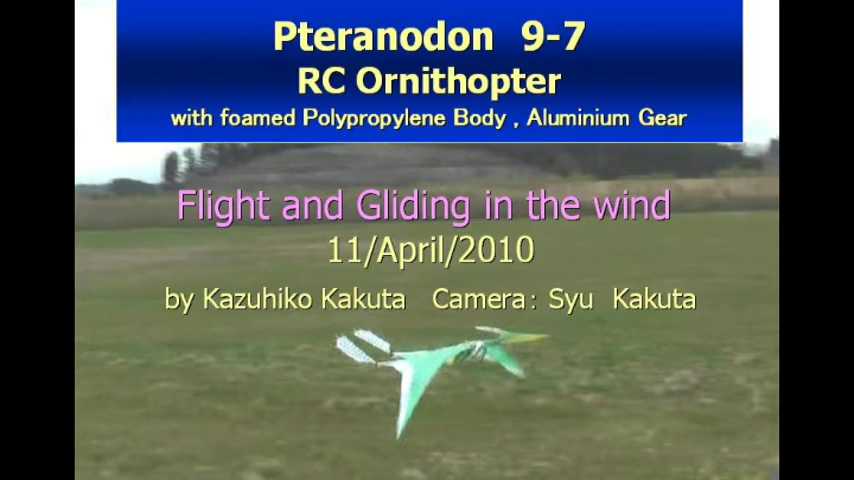 Pteranodon 9-7
RC Ornithopter
with foamed Polypropylene Body , Aluminium Gear
Flight and Gliding in the wind
11/April/2010
by Kazuhiko Kakuta Camera: Syu Kakuta